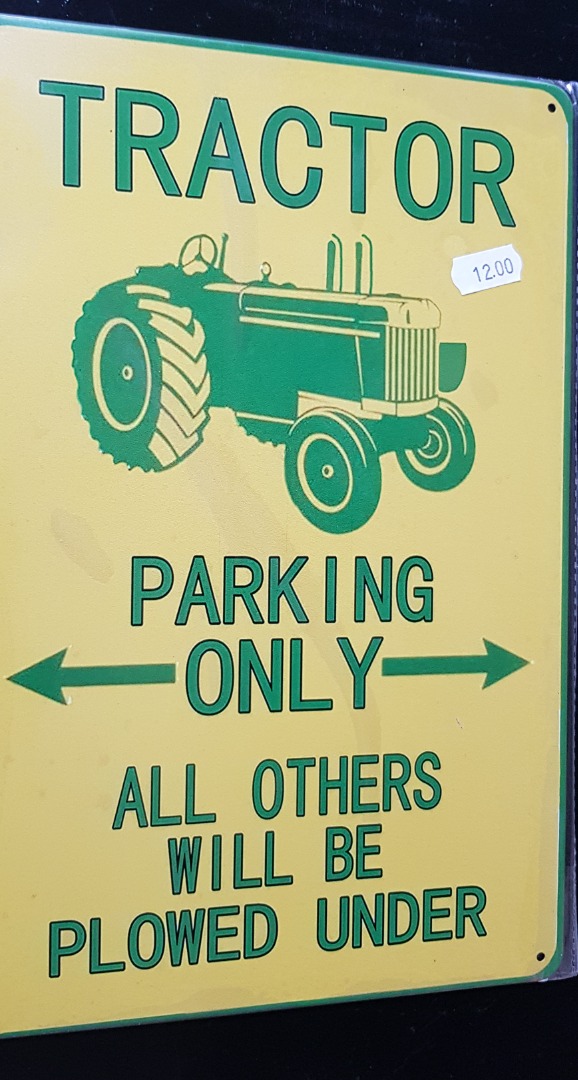 TRACTOR
12.00
PARKING
ONLY
ALL OTHERS
WILL BE
PLOWED UNDER